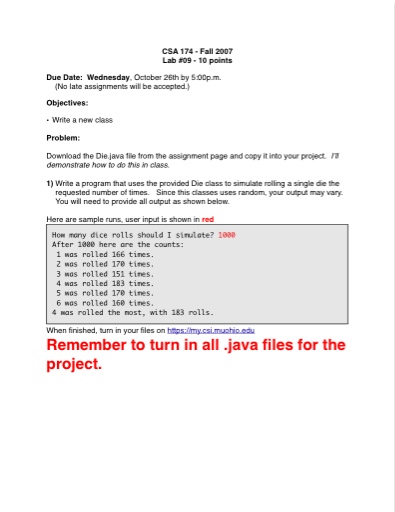 CSA 174 - Fall 2007
Lab #09 - 10 points
Due Date: Wednesday, October 26th by 5:00p.m.
(No late assignments will be accepted.)
Objectives:
• Write a new class
Problem:
Download the Die.java file from the assignment page and copy it into your project. I'll
demonstrate how to do this in class.
1) Write a program that uses the provided Die class to simulate rolling a single die the
requested number of times. Since this classes uses random, your output may vary.
You will need to provide all output as shown below.
Here are sample runs, user input is shown in red
How many dice rolls should I simulate? 1000
After 1000 here are the counts:
1 was rolled 166 times.
2 was rolled 170 times.
3 was rolled 151 times.
4 was rolled 183 times.
5 was rolled 170 times.
6 was rolled 160 times.
4 was rolled the most, with 183 rolls.
When finished, turn in your files on https://my.csi.muohio.edu
Remember to turn in all .java files for the
project.